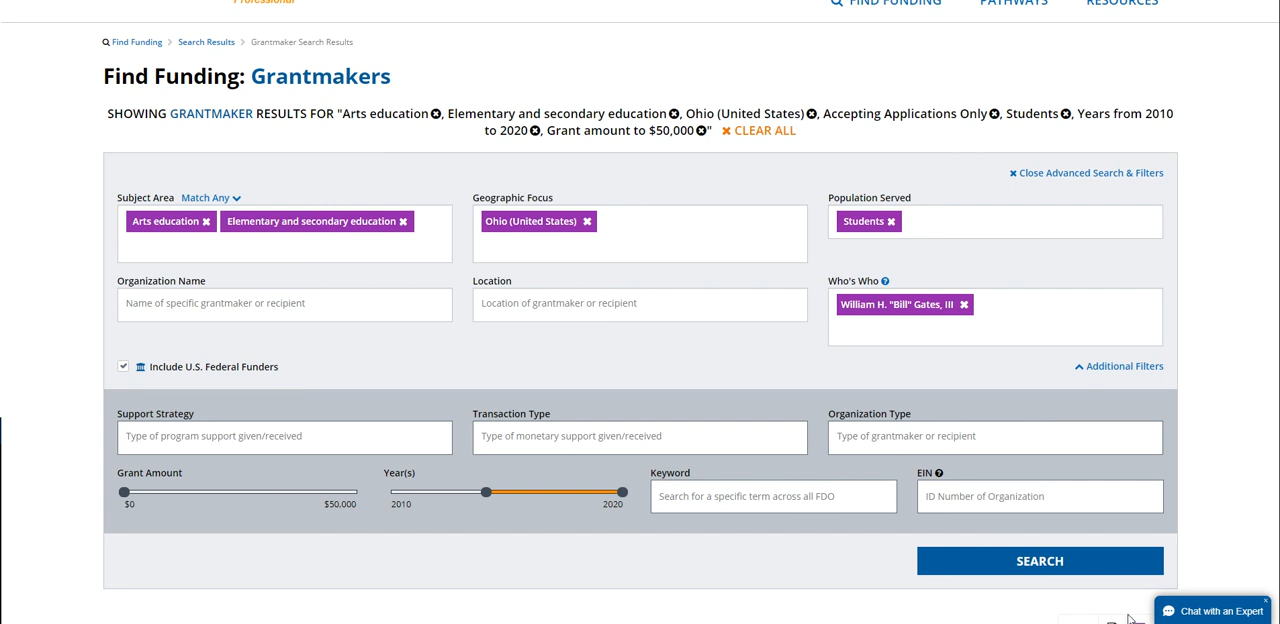 Professional
FIND FUNDING PATHWAYS RESOURCES
Find Funding > Search Results > Grantmaker Search Results
Find Funding: Grantmakers
SHOWING GRANTMAKER RESULTS FOR "Arts education, Elementary and secondary education, Ohio (United States), Accepting Applications Only, Students, Years from 2010
to 2020, Grant amount to $50,000" CLEAR ALL
Close Advanced Search & Filters
Subject Area Match Any Geographic Focus Population Served
Arts education Elementary and secondary education Ohio (United States) Students
Organization Name Location Who's Who
Name of specific grantmaker or recipient Location of grantmaker or recipient William H. "Bill" Gates, III
Include U.S. Federal Funders Additional Filters
Support Strategy Transaction Type Organization Type
Type of program support given/received Type of monetary support given/received Type of grantmaker or recipient
Grant Amount Year(s) Keyword EIN
Search for a specific term across all FDO ID Number of Organization
$0 $50,000 2010 2020
SEARCH
Chat with an Expert